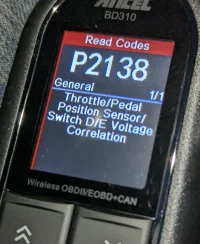 ANCEL
BD310
Read Codes
P2138
General 1/1
Throttle/Pedal
Position Sensor/
Switch D/E Voltage
Correlation
Wireless OBDII/EOBD+CAN